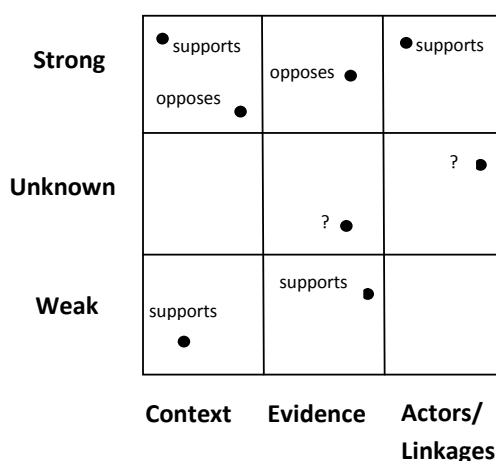 Strong
supports
supports
opposes
opposes
Unknown
?
?
Weak
supports
supports
Context
Evidence
Actors/
Linkages